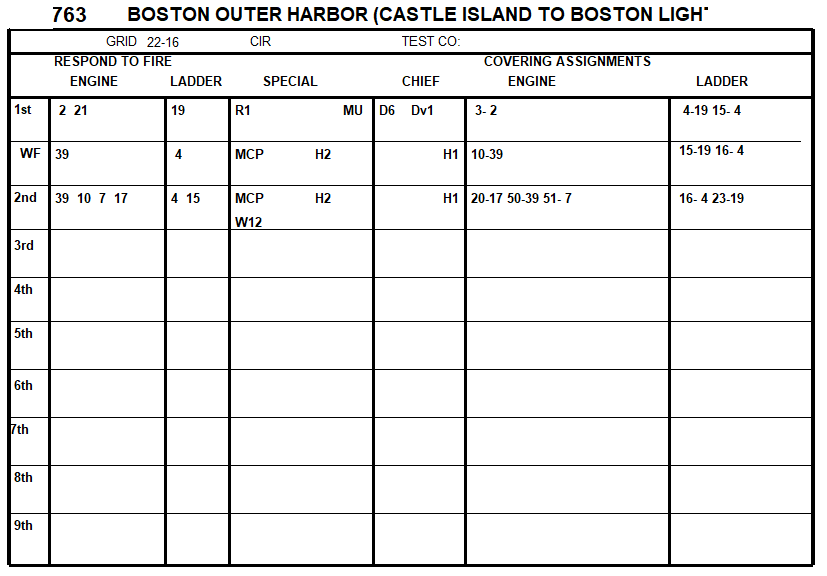 763 BOSTON OUTER HARBOR (CASTLE ISLAND TO BOSTON LIGHT
GRID 22-16 CIR TEST CO:
RESPOND TO FIRE COVERING ASSIGNMENTS
ENGINE LADDER SPECIAL CHIEF ENGINE LADDER
1st 2 21 19 R1 MU D6 Dv1 3- 2 4-19 15- 4
WF 39 4 MCP H2 H1 10-39 15-19 16- 4
2nd 39 10 7 17 4 15 MCP H2 H1 20-17 50-39 51- 7 16- 4 23-19
W12
3rd
4th
5th
6th
7th
8th
9th